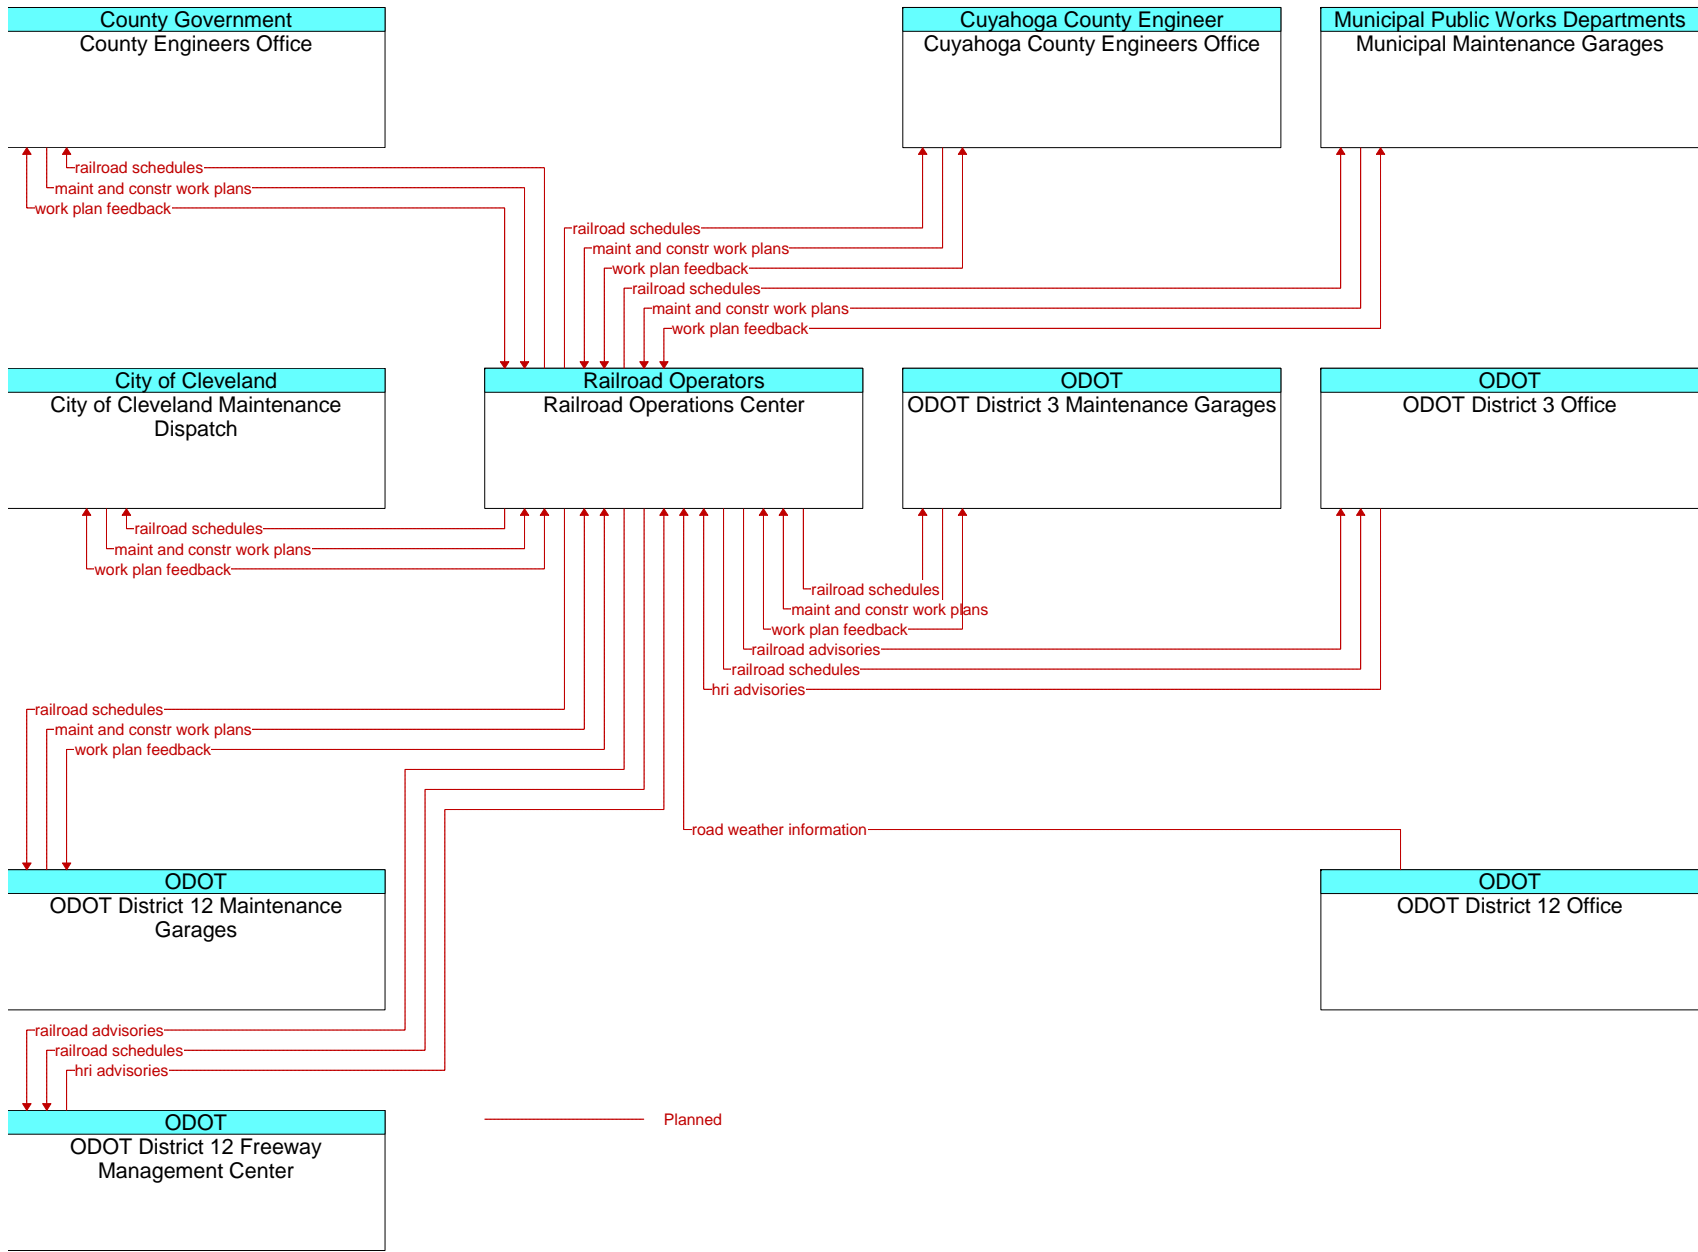 County Government
County Engineers Office
Cuyahoga County Engineer
Cuyahoga County Engineers Office
Municipal Public Works Departments
Municipal Maintenance Garages
railroad schedules
maint and constr work plans
work plan feedback
railroad schedules
maint and constr work plans
work plan feedback
railroad schedules
maint and constr work plans
work plan feedback
City of Cleveland
City of Cleveland Maintenance
Dispatch
Railroad Operators
Railroad Operations Center
ODOT
ODOT District 3 Maintenance Garages
ODOT
ODOT District 3 Office
railroad schedules
maint and constr work plans
work plan feedback
railroad schedules
maint and constr work plans
work plan feedback
railroad advisories
railroad schedules
hri advisories
railroad schedules
maint and constr work plans
work plan feedback
road weather information
ODOT
ODOT District 12 Maintenance
Garages
ODOT
ODOT District 12 Office
railroad advisories
railroad schedules
hri advisories
ODOT
ODOT District 12 Freeway
Management Center
Planned